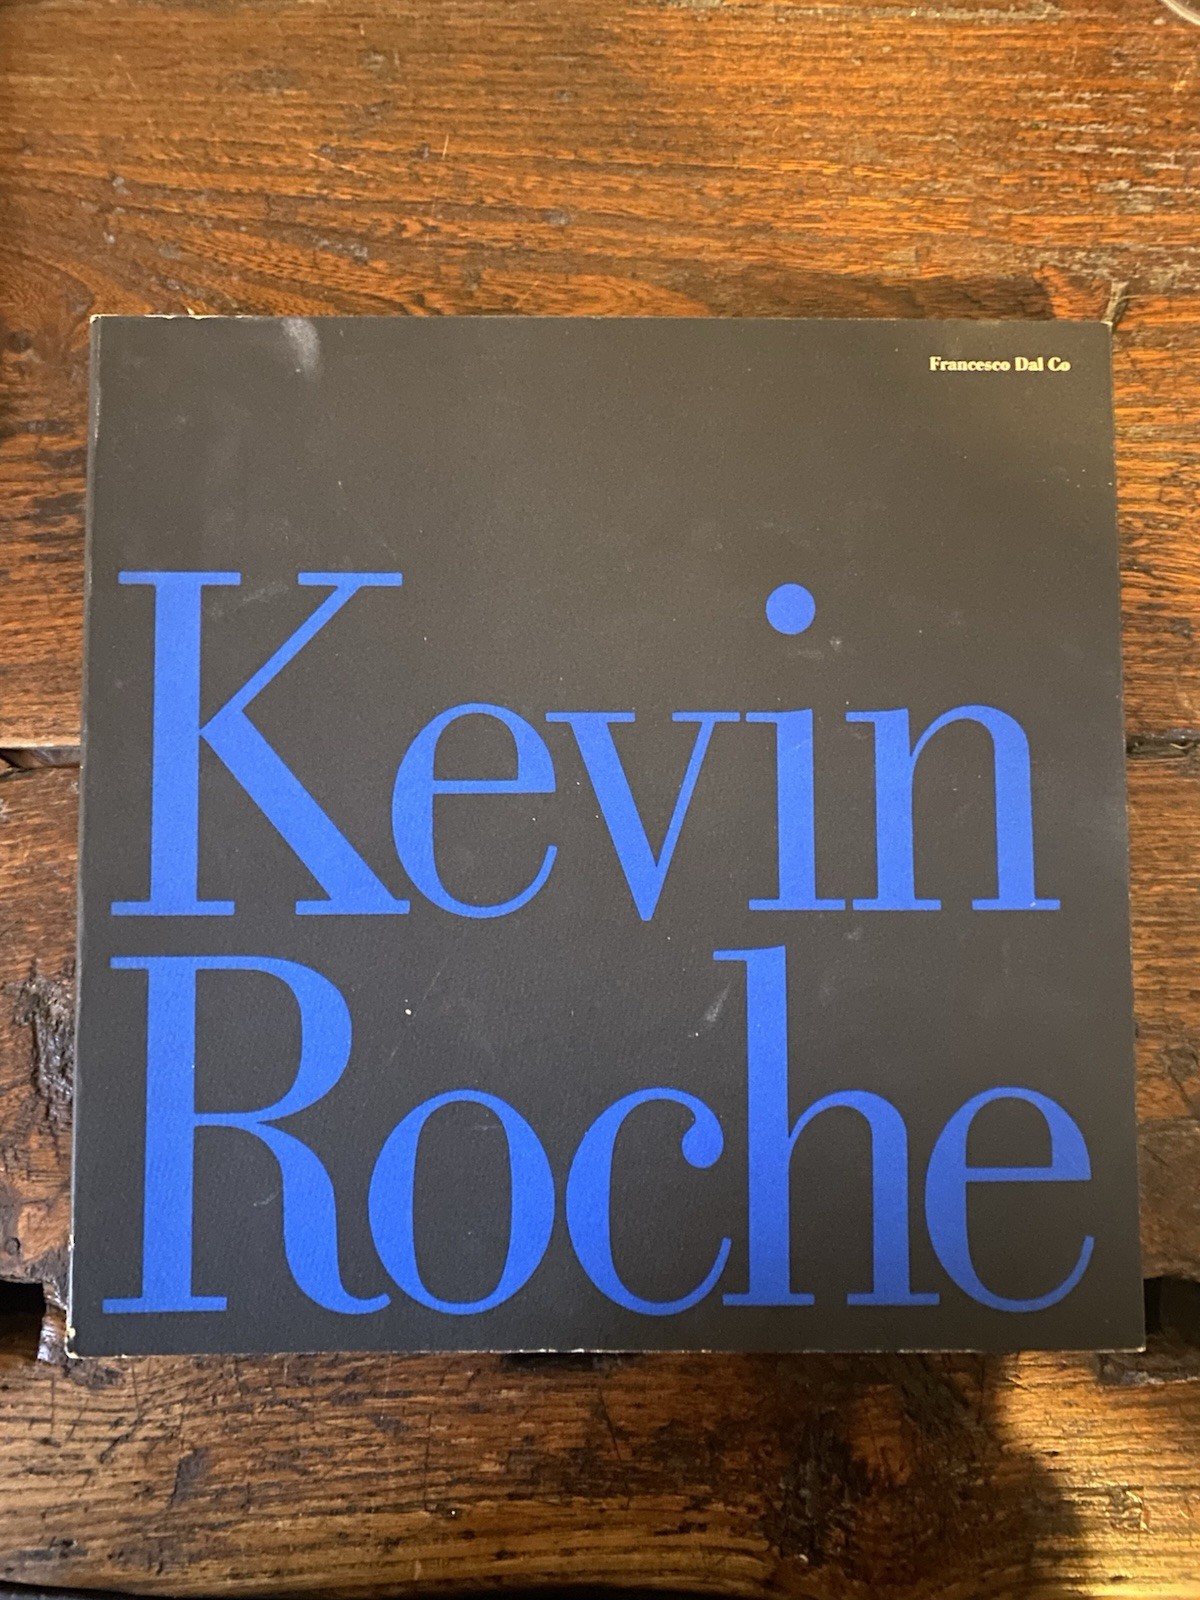 Francesco Dal Co
Kevin
Roche